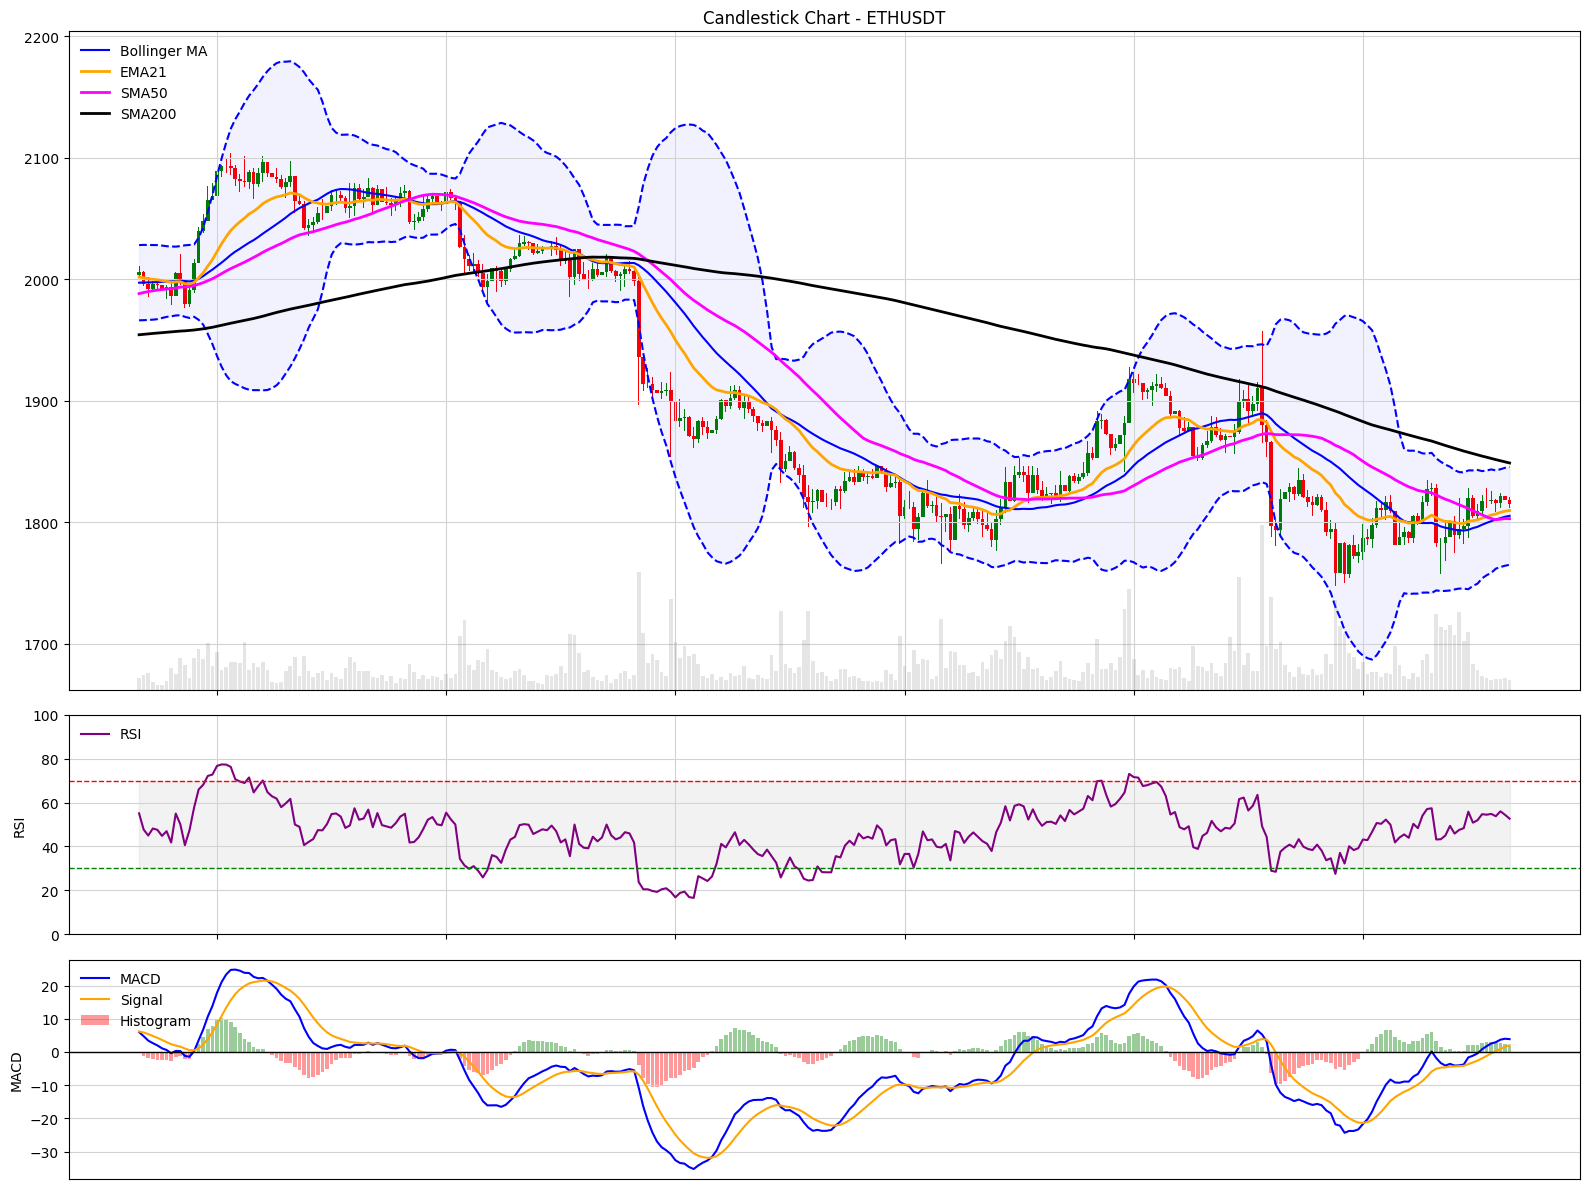 Candlestick Chart - ETHUSDT
2200
2100
2000
1900
1800
1700
Bollinger MA
EMA21
SMA50
SMA200
100
80
60
40
20
0
RSI
RSI
20
10
0
−10
−20
−30
MACD
MACD
Signal
Histogram